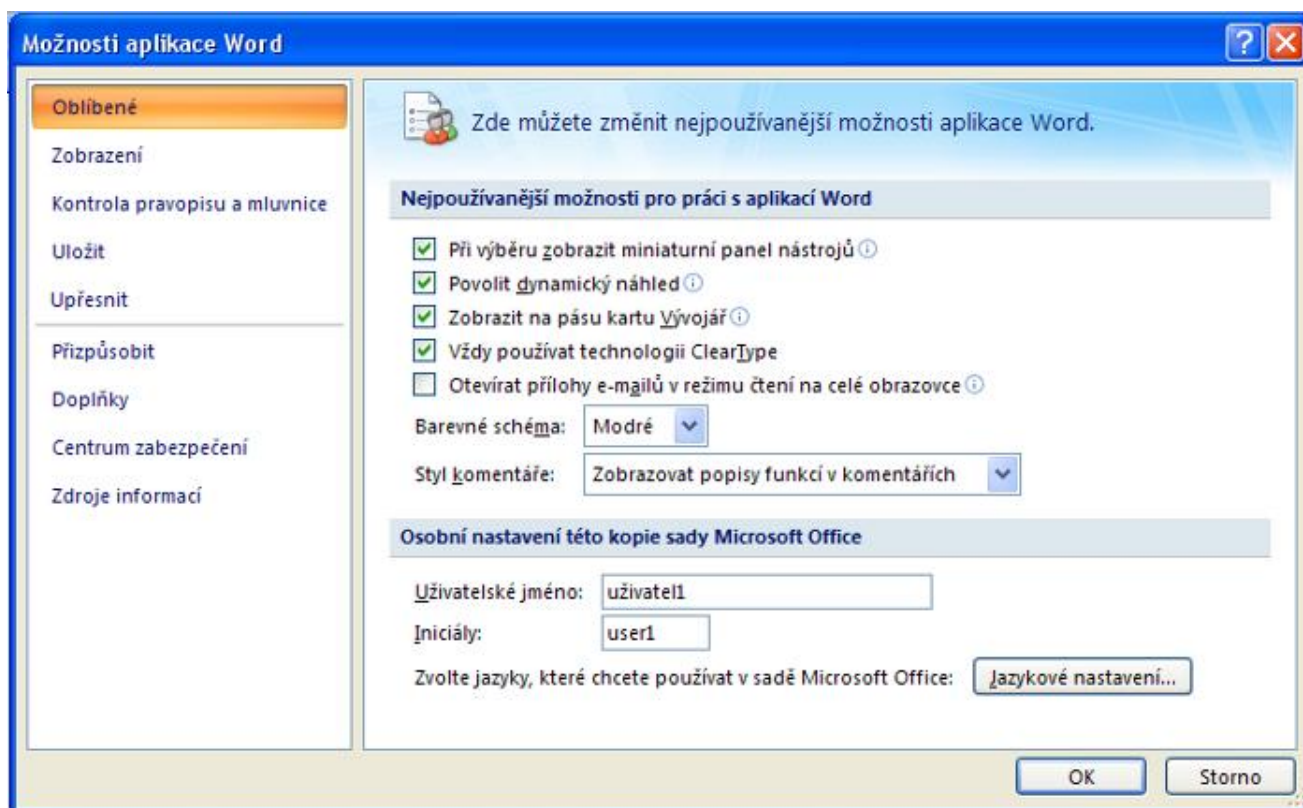 Možnosti aplikace Word
Oblíbené
Zobrazení
Kontrola pravopisu a mluvnice
Uložit
Upřesnit
Přizpůsobit
Doplňky
Centrum zabezpečení
Zdroje informací
Zde můžete změnit nejpoužívanější možnosti aplikace Word.
Nejpoužívanější možnosti pro práci s aplikací Word
Při výběru zobrazit miniaturní panel nástrojů
Povolit dynamický náhled
Zobrazit na pásu kartu Vývojář
Vždy používat technologii ClearType
Otevírat přílohy e-mailů v režimu čtení na celé obrazovce
Barevné schéma: Modré
Styl komentáře: Zobrazovat popisy funkcí v komentářích
Osobní nastavení této kopie sady Microsoft Office
Uživatelské jméno: uživatel1
Iniciály: user1
Zvolte jazyky, které chcete používat v sadě Microsoft Office: Jazykové nastavení...
OK Storno